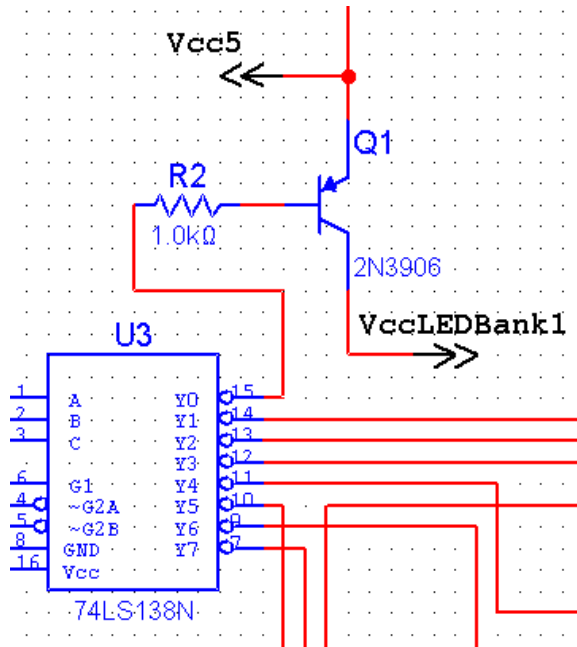 Vcc5
Q1
R2
1.0kΩ
2N3906
VccLEDBank1
U3
1 A Y0 15
2 B Y1 14
3 C Y2 13
Y3 12
6 G1 Y4 11
4 ~G2A Y5 10
5 ~G2B Y6 9
8 GND Y7 7
16 Vcc
74LS138N